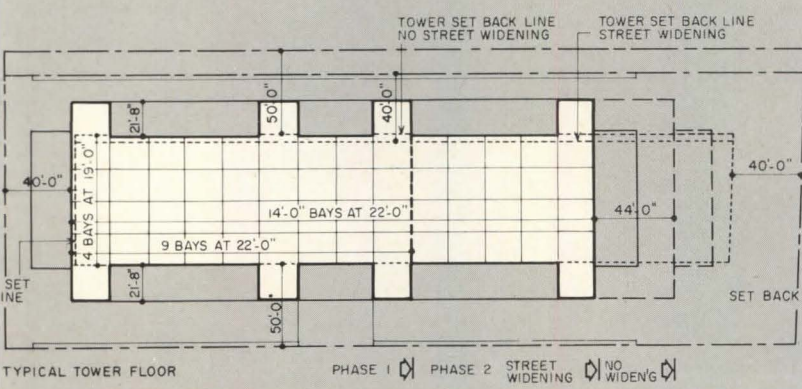 TOWER SET BACK LINE
NO STREET WIDENING
TOWER SET BACK LINE
STREET WIDENING
21'-8"
50'-0"
40'-0"
40'-0"
4 BAYS AT 19'-0"
40'-0"
14'-0" BAYS AT 22'-0"
44'-0"
9 BAYS AT 22'-0"
SET
INE
21'-8"
50'-0"
SET BACK
TYPICAL TOWER FLOOR
PHASE 1
PHASE 2
STREET
WIDENING
NO
WIDEN'G